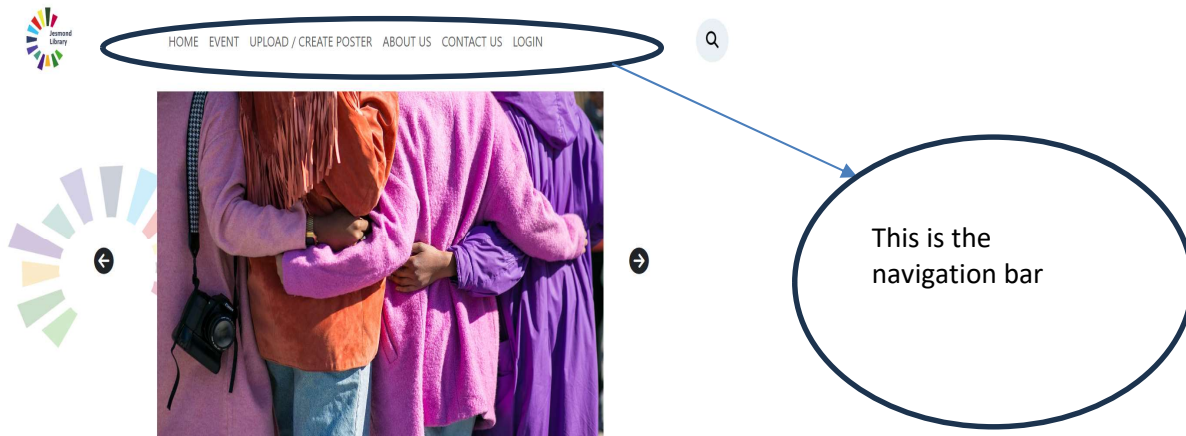 Jesmond
Library
HOME EVENT UPLOAD / CREATE POSTER ABOUT US CONTACT US LOGIN
This is the
navigation bar